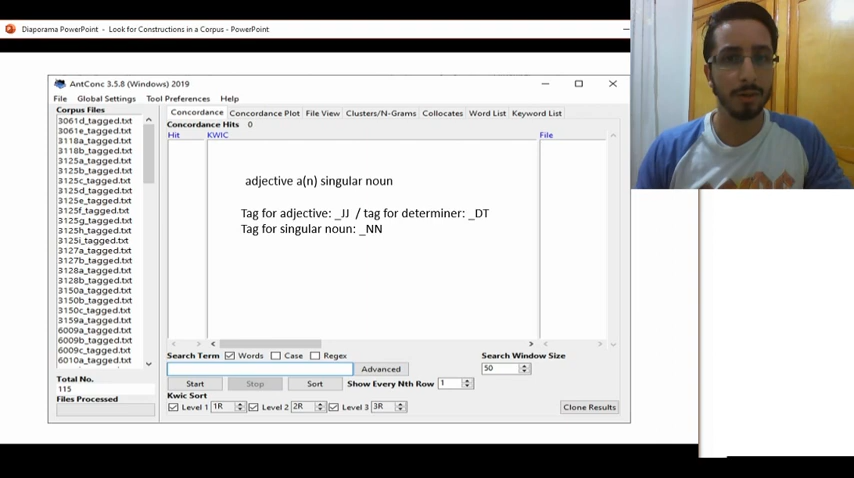 Diaporama PowerPoint - Look for Constructions in a Corpus - PowerPoint
AntConc 3.5.8 (Windows) 2019
File Global Settings Tool Preferences Help
Corpus Files
3061d_tagged.txt
3061e_tagged.txt
3118a_tagged.txt
3118b_tagged.txt
3125a_tagged.txt
3125b_tagged.txt
3125c_tagged.txt
3125d_tagged.txt
3125e_tagged.txt
3125f_tagged.txt
3125g_tagged.txt
3125h_tagged.txt
3125i_tagged.txt
3127a_tagged.txt
3127b_tagged.txt
3128a_tagged.txt
3128b_tagged.txt
3150a_tagged.txt
3150b_tagged.txt
3150c_tagged.txt
3159a_tagged.txt
6009a_tagged.txt
6009b_tagged.txt
6009c_tagged.txt
6010a_tagged.txt
Total No.
115
Files Processed
Concordance Concordance Plot File View Clusters/N-Grams Collocates Word List Keyword List
Concordance Hits 0
Hit KWIC File
adjective a(n) singular noun
Tag for adjective: _JJ / tag for determiner: _DT
Tag for singular noun: _NN
Search Term Words Case Regex Search Window Size
Advanced 50
Start Stop Sort Show Every Nth Row 1
Kwic Sort
Level 1 1R Level 2 2R Level 3 3R Clone Results